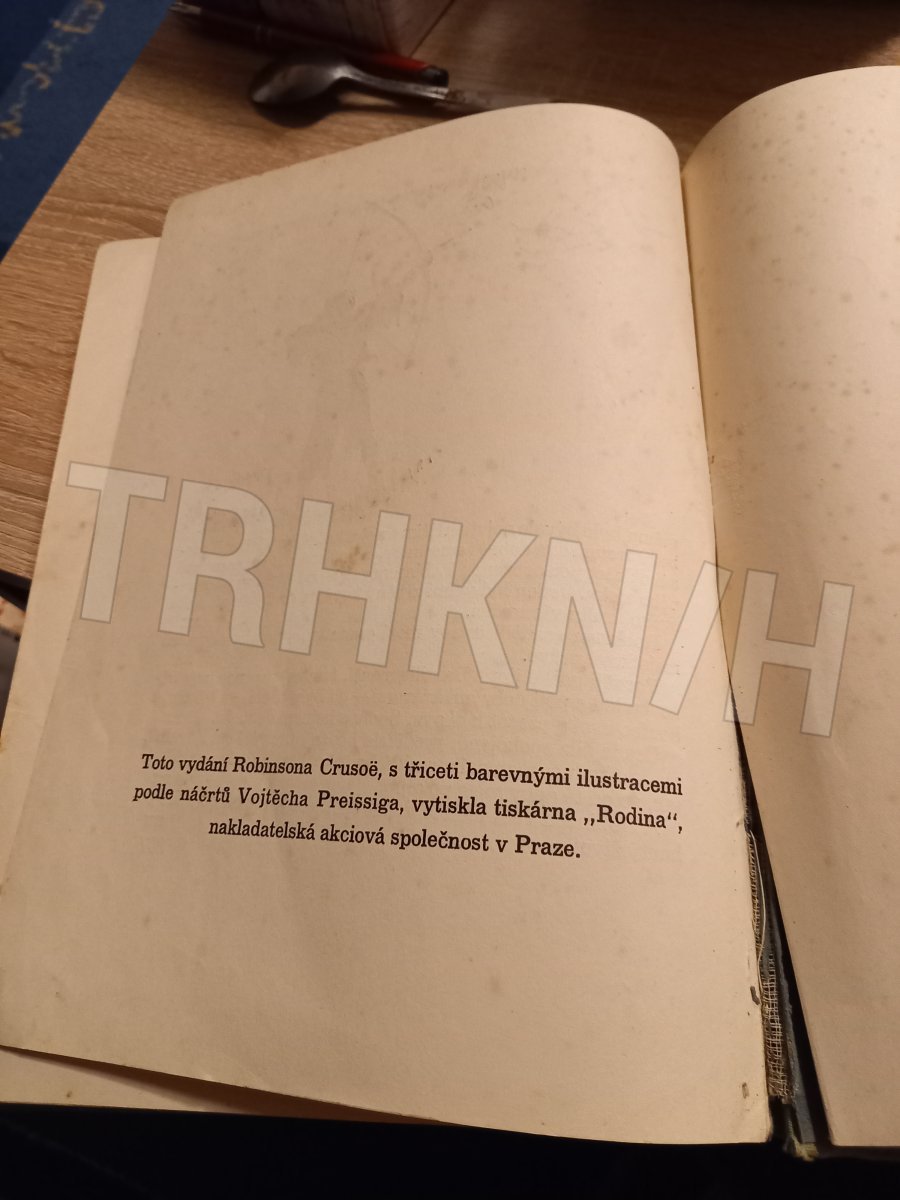 TRHKNIH
Toto vydání Robinsona Crusoë, s třiceti barevnými ilustracemi
podle náčrtů Vojtěcha Preissiga, vytiskla tiskárna „Rodina“,
nakladatelská akciová společnost v Praze.